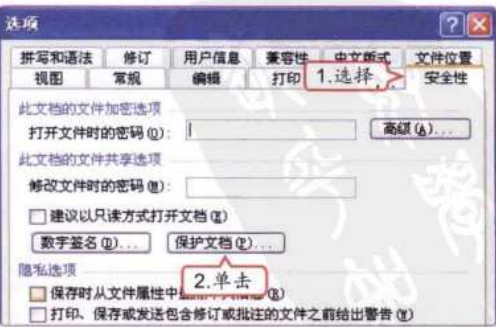 选项
拼写和语法 修订 用户信息 兼容性 中文版式 文件位置
视图 常规 编辑 打印 1.选择 安全性
此文档的文件加密选项
打开文件时的密码(O): 高级(A)...
此文档的文件共享选项
修改文件时的密码(M):
建议以只读方式打开文档(E)
数字签名(D)... 保护文档(P)...
隐私选项
2.单击
保存时从文件属性中 (R)
打印、保存或发送包含修订或批注的文件之前给出警告(W)